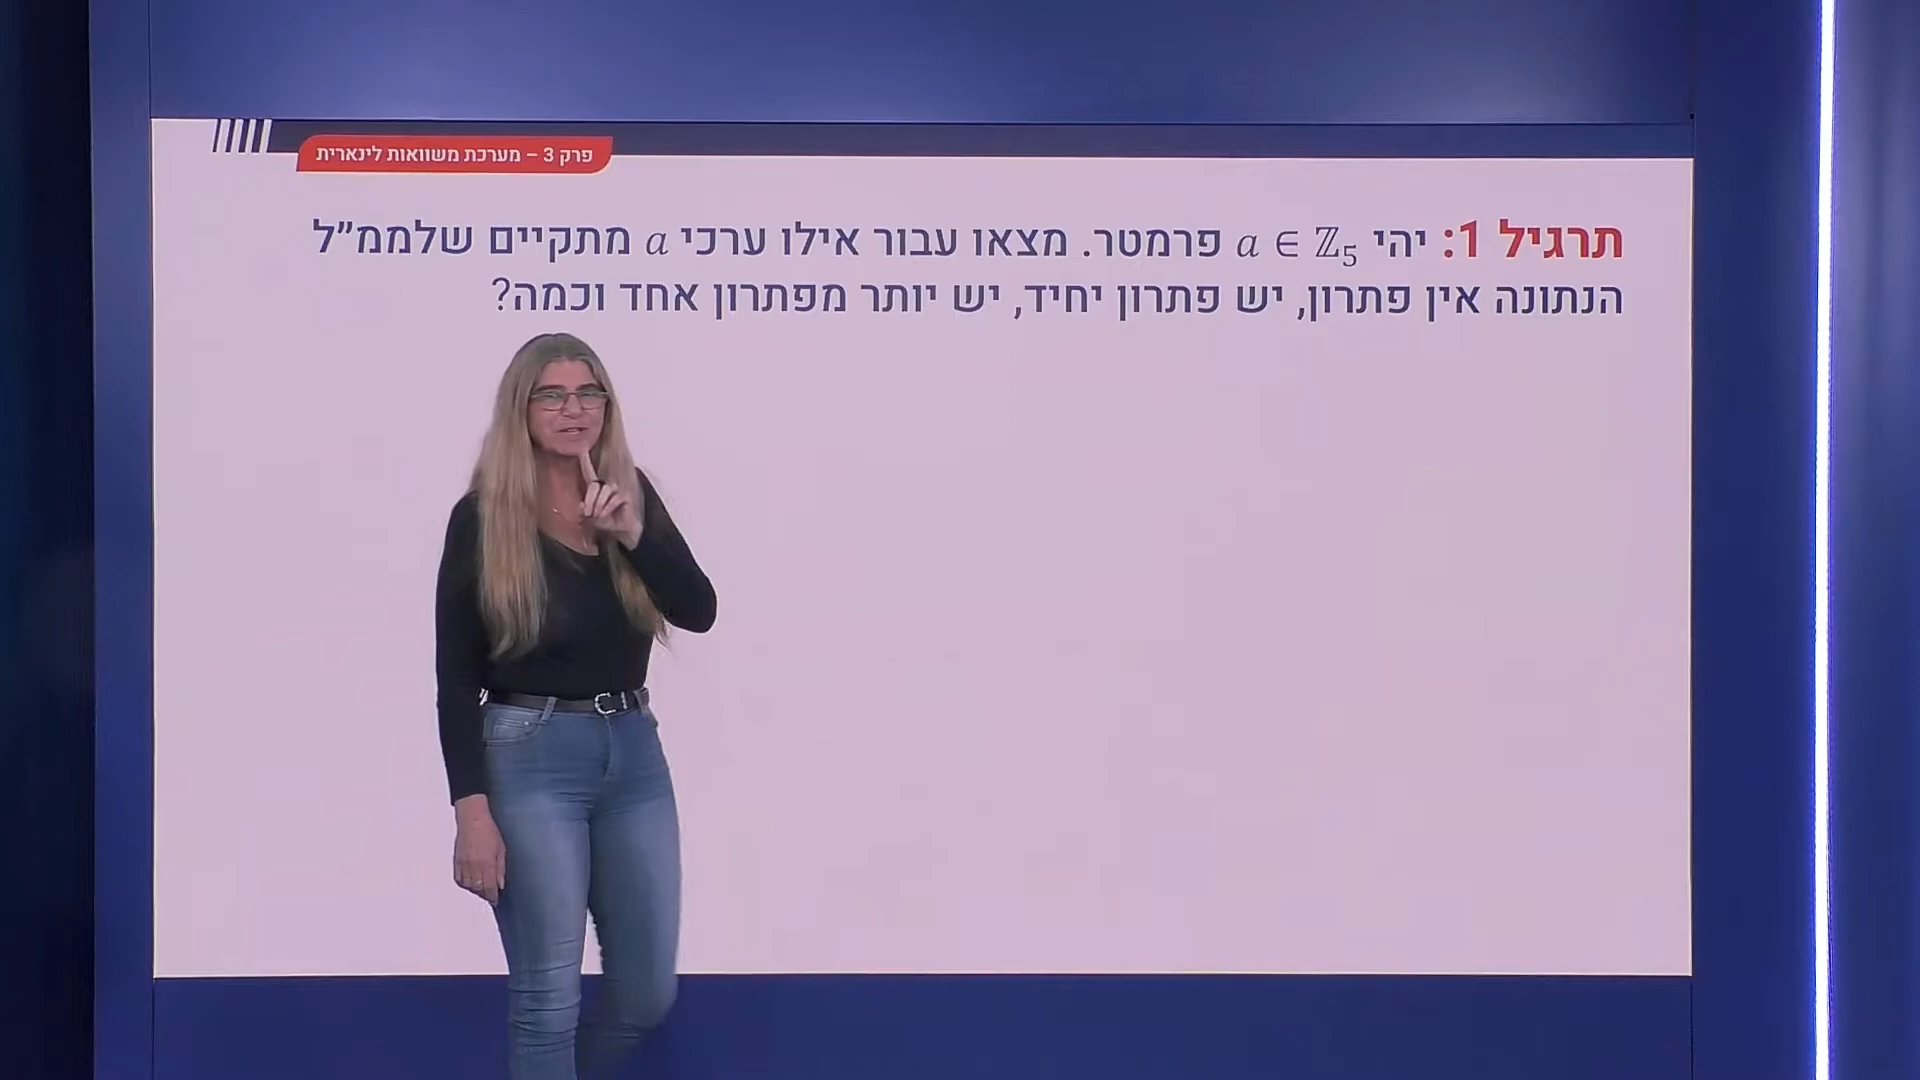 פרק 3 – מערכת משוואות לינארית
תרגיל 1: יהי a ∈ ℤ₅ פרמטר. מצאו עבור אילו ערכי a מתקיים שלממ״ל
הנתונה אין פתרון, יש פתרון יחיד, יש יותר מפתרון אחד וכמה?